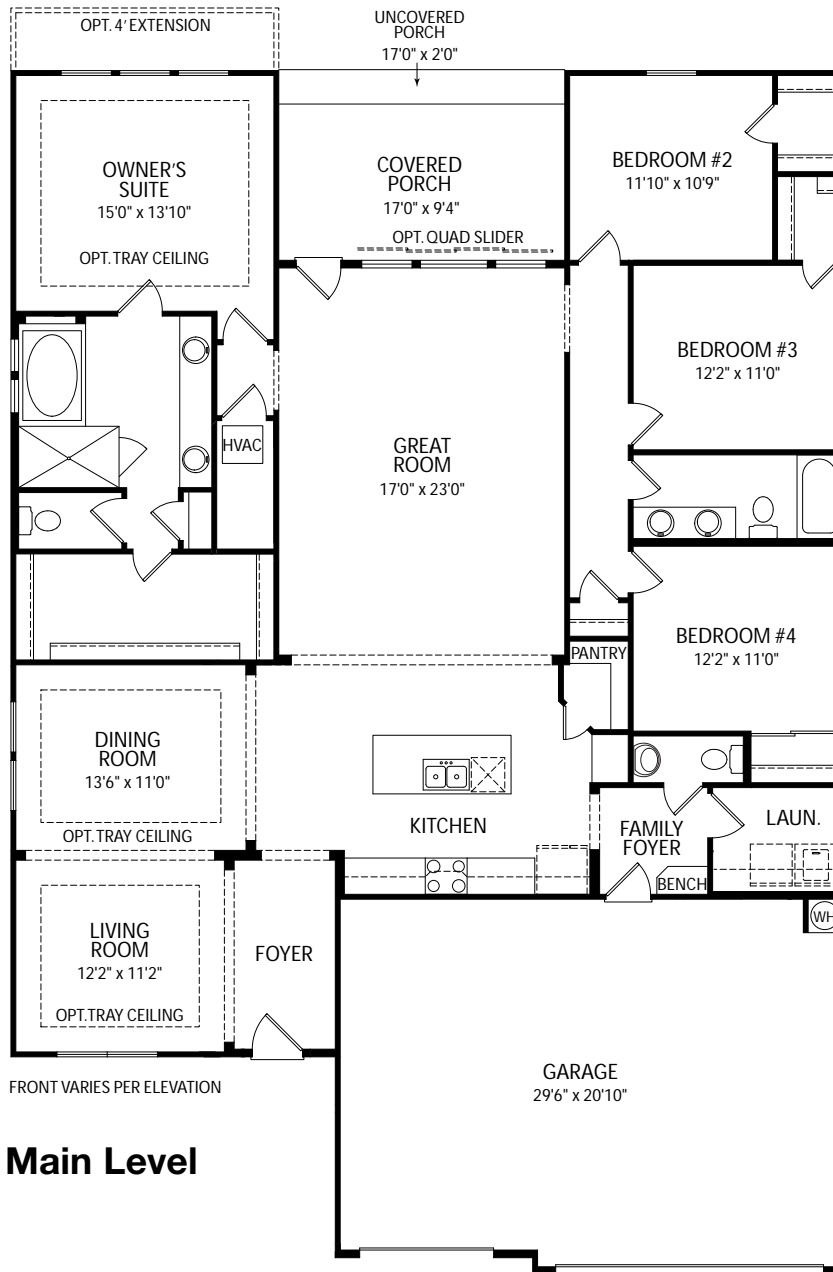 OPT. 4' EXTENSION
UNCOVERED
PORCH
17'0" x 2'0"
OWNER'S
SUITE
15'0" x 13'10"
OPT. TRAY CEILING
COVERED
PORCH
17'0" x 9'4"
OPT. QUAD SLIDER
BEDROOM #2
11'10" x 10'9"
BEDROOM #3
12'2" x 11'0"
HVAC
GREAT
ROOM
17'0" x 23'0"
BEDROOM #4
12'2" x 11'0"
PANTRY
DINING
ROOM
13'6" x 11'0"
OPT. TRAY CEILING
KITCHEN
FAMILY
FOYER
LAUN.
BENCH
WH
LIVING
ROOM
12'2" x 11'2"
OPT.TRAY CEILING
FOYER
GARAGE
29'6" x 20'10"
FRONT VARIES PER ELEVATION
Main Level